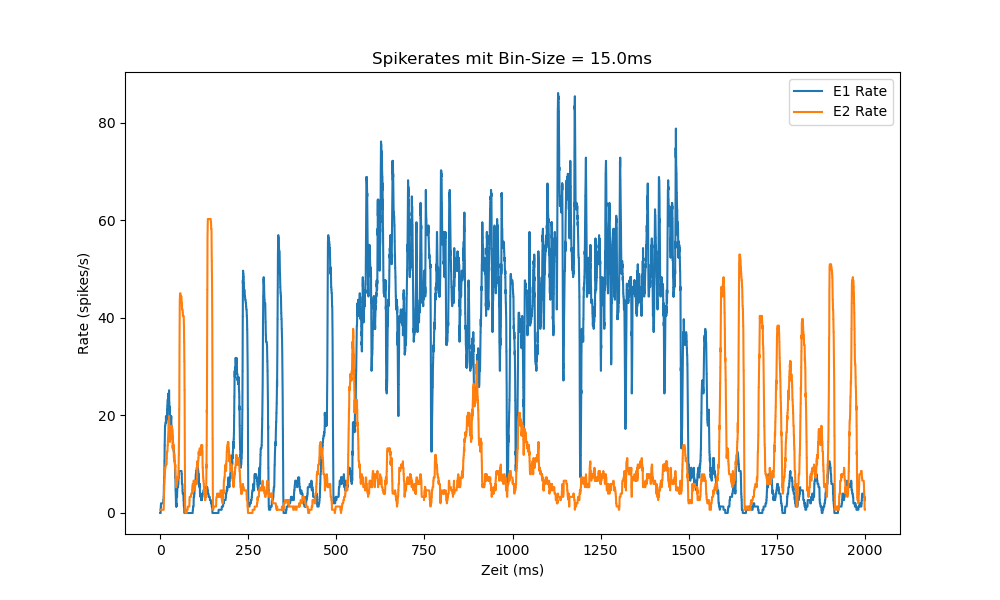 Spikerates mit Bin-Size = 15.0ms
E1 Rate
E2 Rate
Rate (spikes/s)
80
60
40
20
0
0 250 500 750 1000 1250 1500 1750 2000
Zeit (ms)